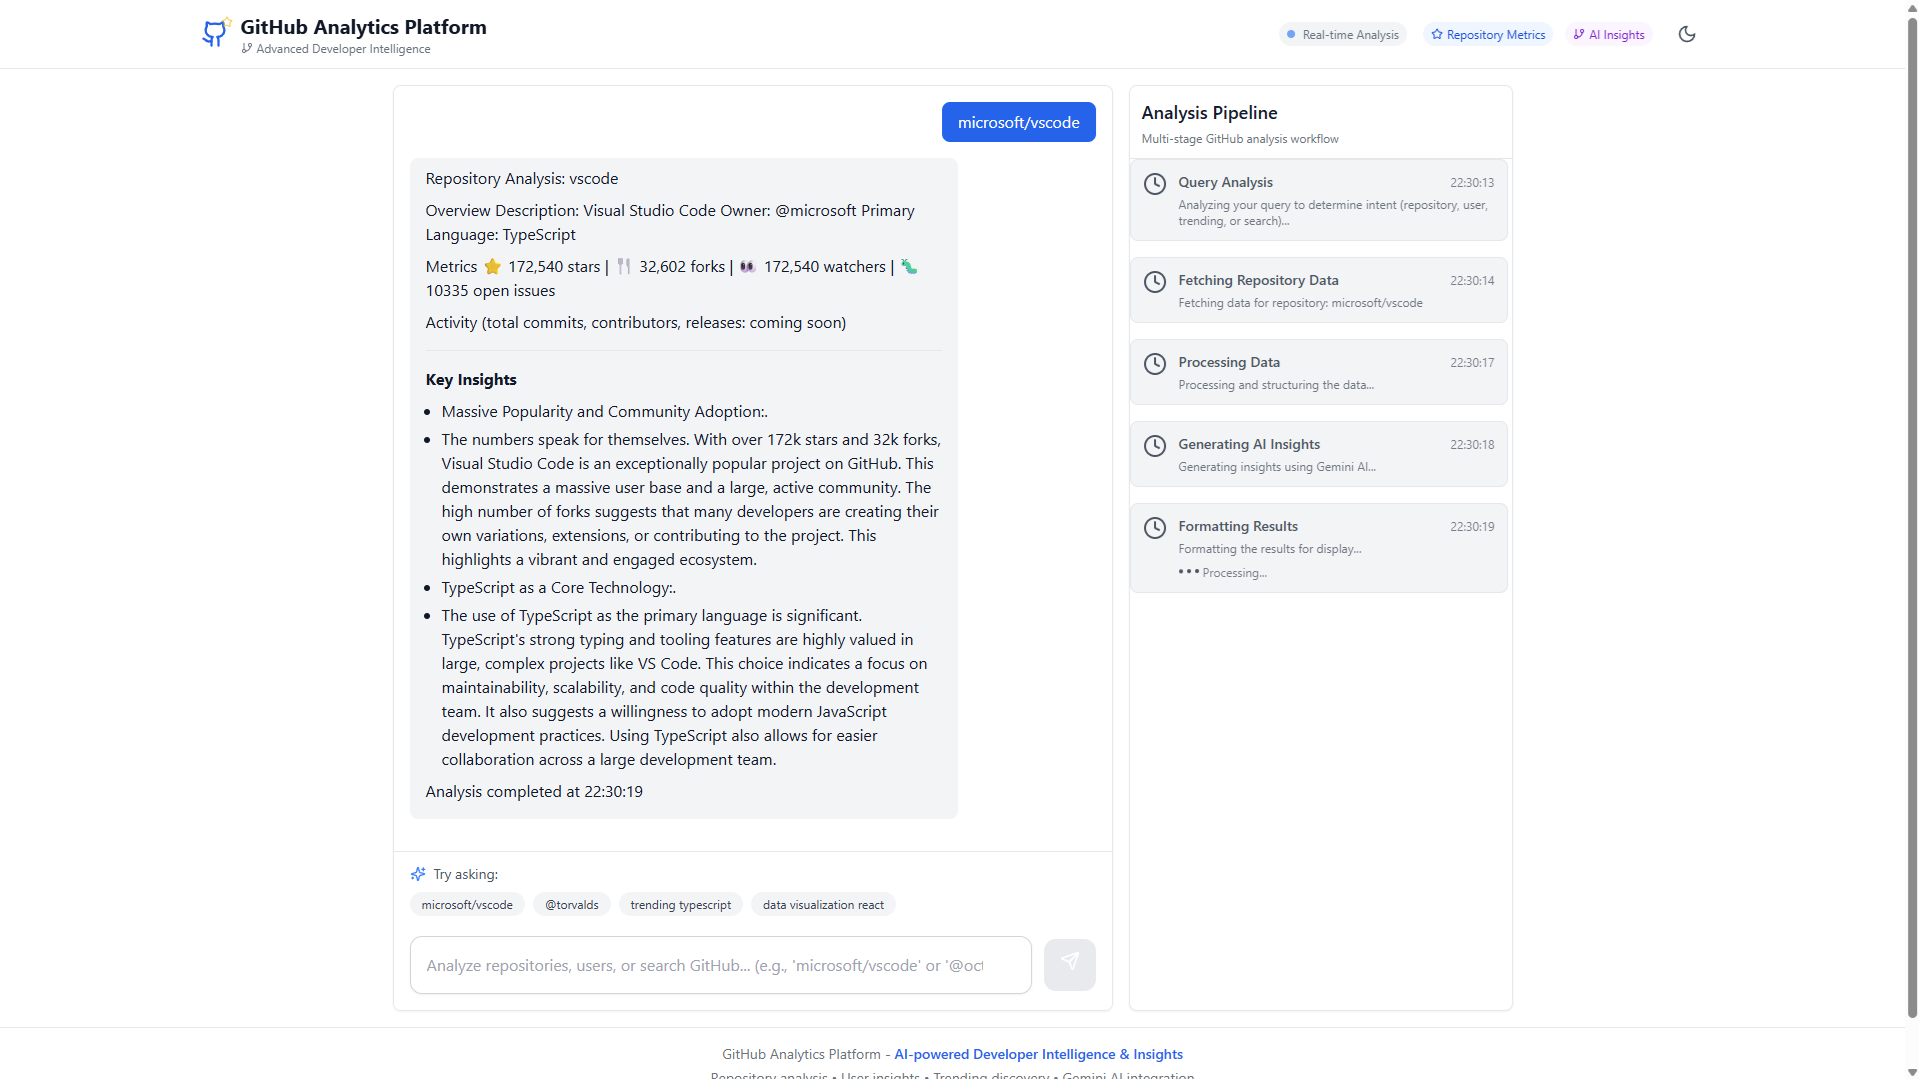 GitHub Analytics Platform
Advanced Developer Intelligence
Real-time Analysis
Repository Metrics
AI Insights
microsoft/vscode
Repository Analysis: vscode
Overview Description: Visual Studio Code Owner: @microsoft Primary
Language: TypeScript
Metrics ⭐ 172,540 stars | 🍴 32,602 forks | 👀 172,540 watchers | 🐛
10335 open issues
Activity (total commits, contributors, releases: coming soon)
Key Insights
• Massive Popularity and Community Adoption:.
• The numbers speak for themselves. With over 172k stars and 32k forks,
Visual Studio Code is an exceptionally popular project on GitHub. This
demonstrates a massive user base and a large, active community. The
high number of forks suggests that many developers are creating their
own variations, extensions, or contributing to the project. This
highlights a vibrant and engaged ecosystem.
• TypeScript as a Core Technology:.
• The use of TypeScript as the primary language is significant.
TypeScript's strong typing and tooling features are highly valued in
large, complex projects like VS Code. This choice indicates a focus on
maintainability, scalability, and code quality within the development
team. It also suggests a willingness to adopt modern JavaScript
development practices. Using TypeScript also allows for easier
collaboration across a large development team.
Analysis completed at 22:30:19
Try asking:
microsoft/vscode
@torvalds
trending typescript
data visualization react
Analyze repositories, users, or search GitHub... (e.g., 'microsoft/vscode' or '@oct
Analysis Pipeline
Multi-stage GitHub analysis workflow
Query Analysis 22:30:13
Analyzing your query to determine intent (repository, user,
trending, or search)...
Fetching Repository Data 22:30:14
Fetching data for repository: microsoft/vscode
Processing Data 22:30:17
Processing and structuring the data...
Generating AI Insights 22:30:18
Generating insights using Gemini AI...
Formatting Results 22:30:19
Formatting the results for display...
••• Processing...
GitHub Analytics Platform - AI-powered Developer Intelligence & Insights
Repository analysis • User insights • Trending discovery • Gemini AI integration